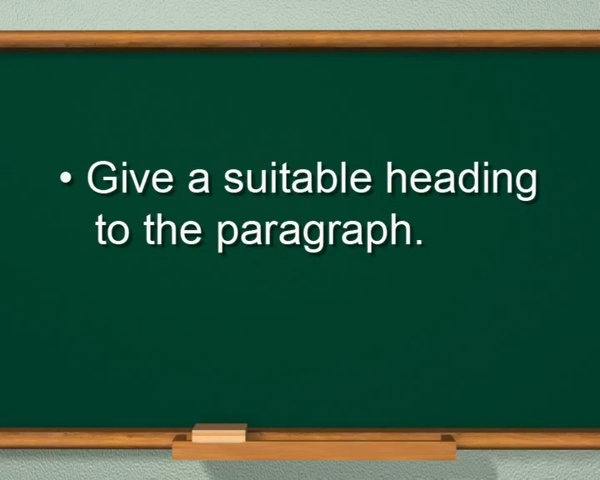 • Give a suitable heading
to the paragraph.